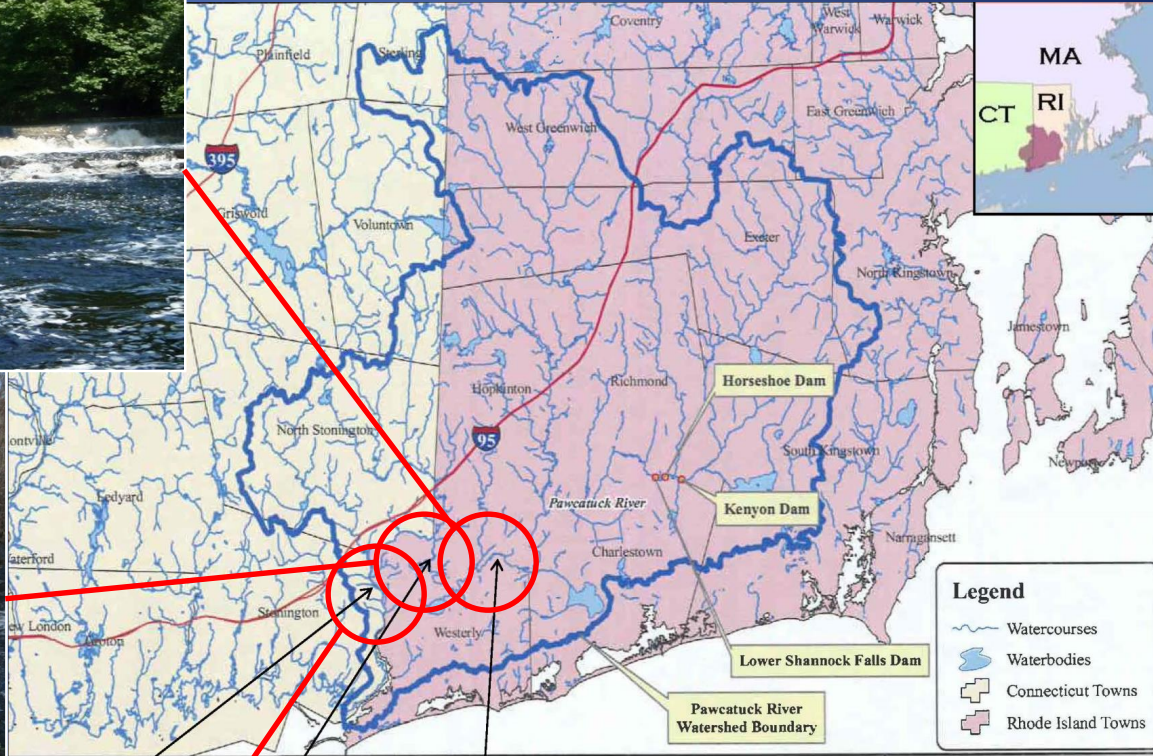 Coventry
West
Warwick
Warwick
Plainfield
Sterling
MA
CT
RI
395
West Greenwich
East Greenwich
Griswold
Voluntown
Exeter
North Kingstown
Jamestown
Horseshoe Dam
Hopkinton
Richmond
95
North Stonington
South Kingstown
Ledyard
Pawcatuck River
Kenyon Dam
Charlestown
Narragansett
Stonington
Groton
Westerly
Lower Shannock Falls Dam
Pawcatuck River
Watershed Boundary
Legend
Watercourses
Waterbodies
Connecticut Towns
Rhode Island Towns